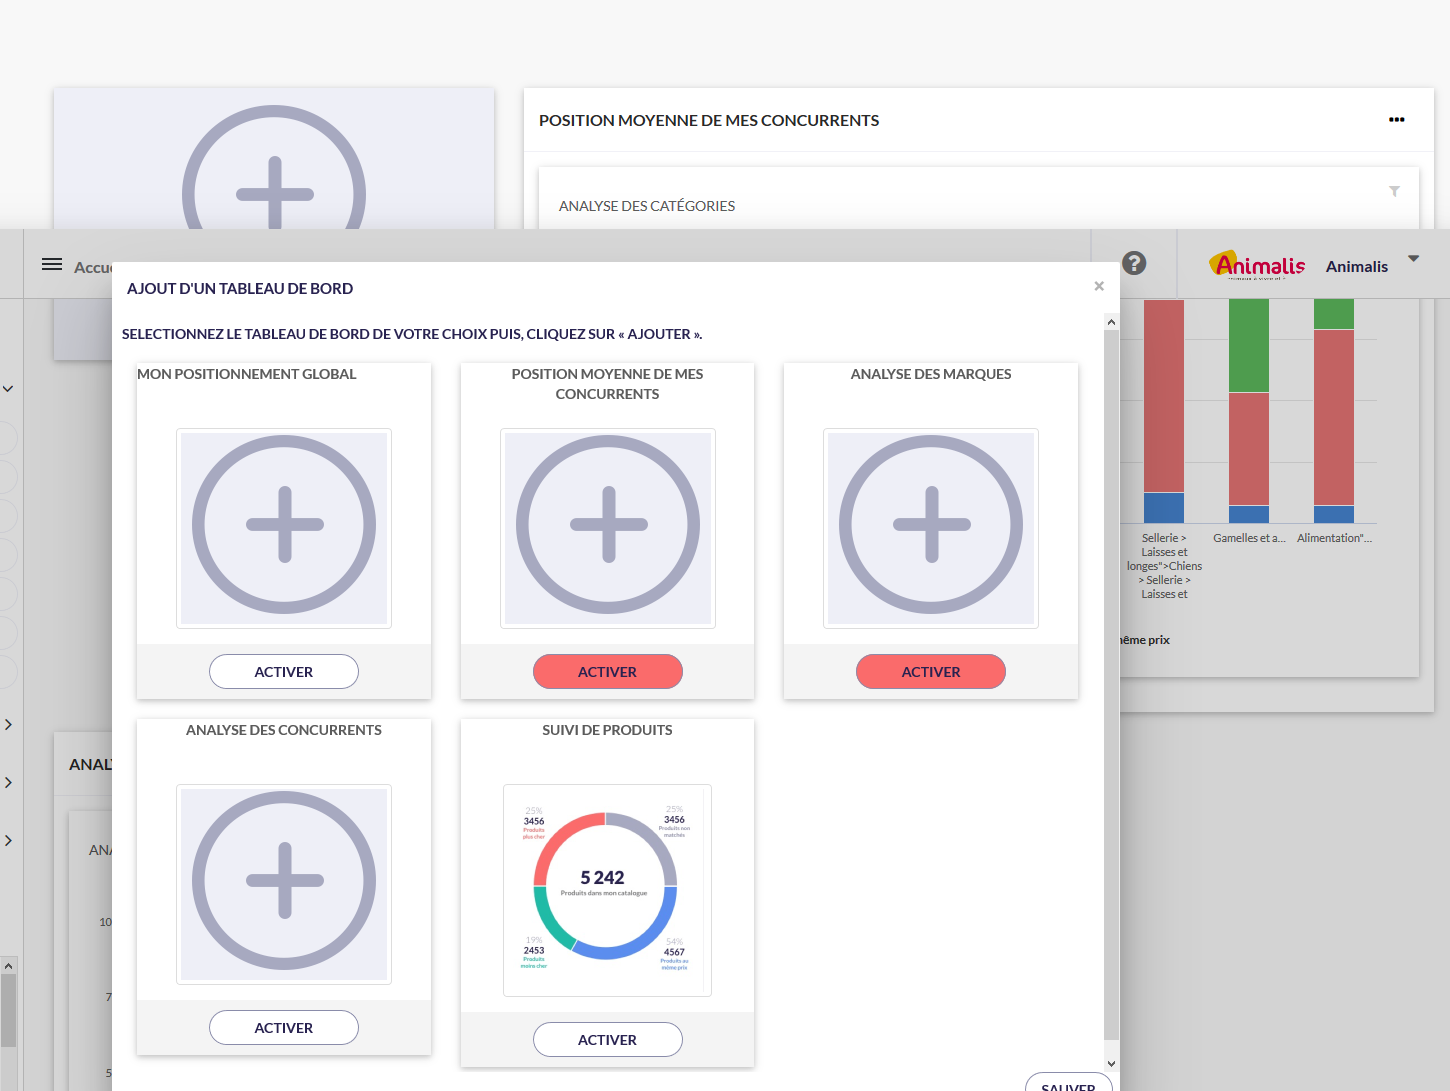 POSITION MOYENNE DE MES CONCURRENTS
ANALYSE DES CATÉGORIES
Accu
Animalis
Animalis
AJOUT D'UN TABLEAU DE BORD
×
SELECTIONNEZ LE TABLEAU DE BORD DE VOTRE CHOIX PUIS, CLIQUEZ SUR « AJOUTER ».
MON POSITIONNEMENT GLOBAL
POSITION MOYENNE DE MES
CONCURRENTS
ANALYSE DES MARQUES
ACTIVER
ACTIVER
ACTIVER
Sellerie >
Laisses et
longes">Chiens
> Sellerie >
Laisses et
Gamelles et a...
Alimentation"...
même prix
ANALYSE DES CONCURRENTS
SUIVI DE PRODUITS
ANAL
ANA
10
7
5
25%
3456
Produits
plus cher
25%
3456
Produits non
matchés
5 242
Produits dans mon catalogue
19%
2453
Produits
moins cher
54%
4567
Produits au
même prix
ACTIVER
ACTIVER
SAUVER